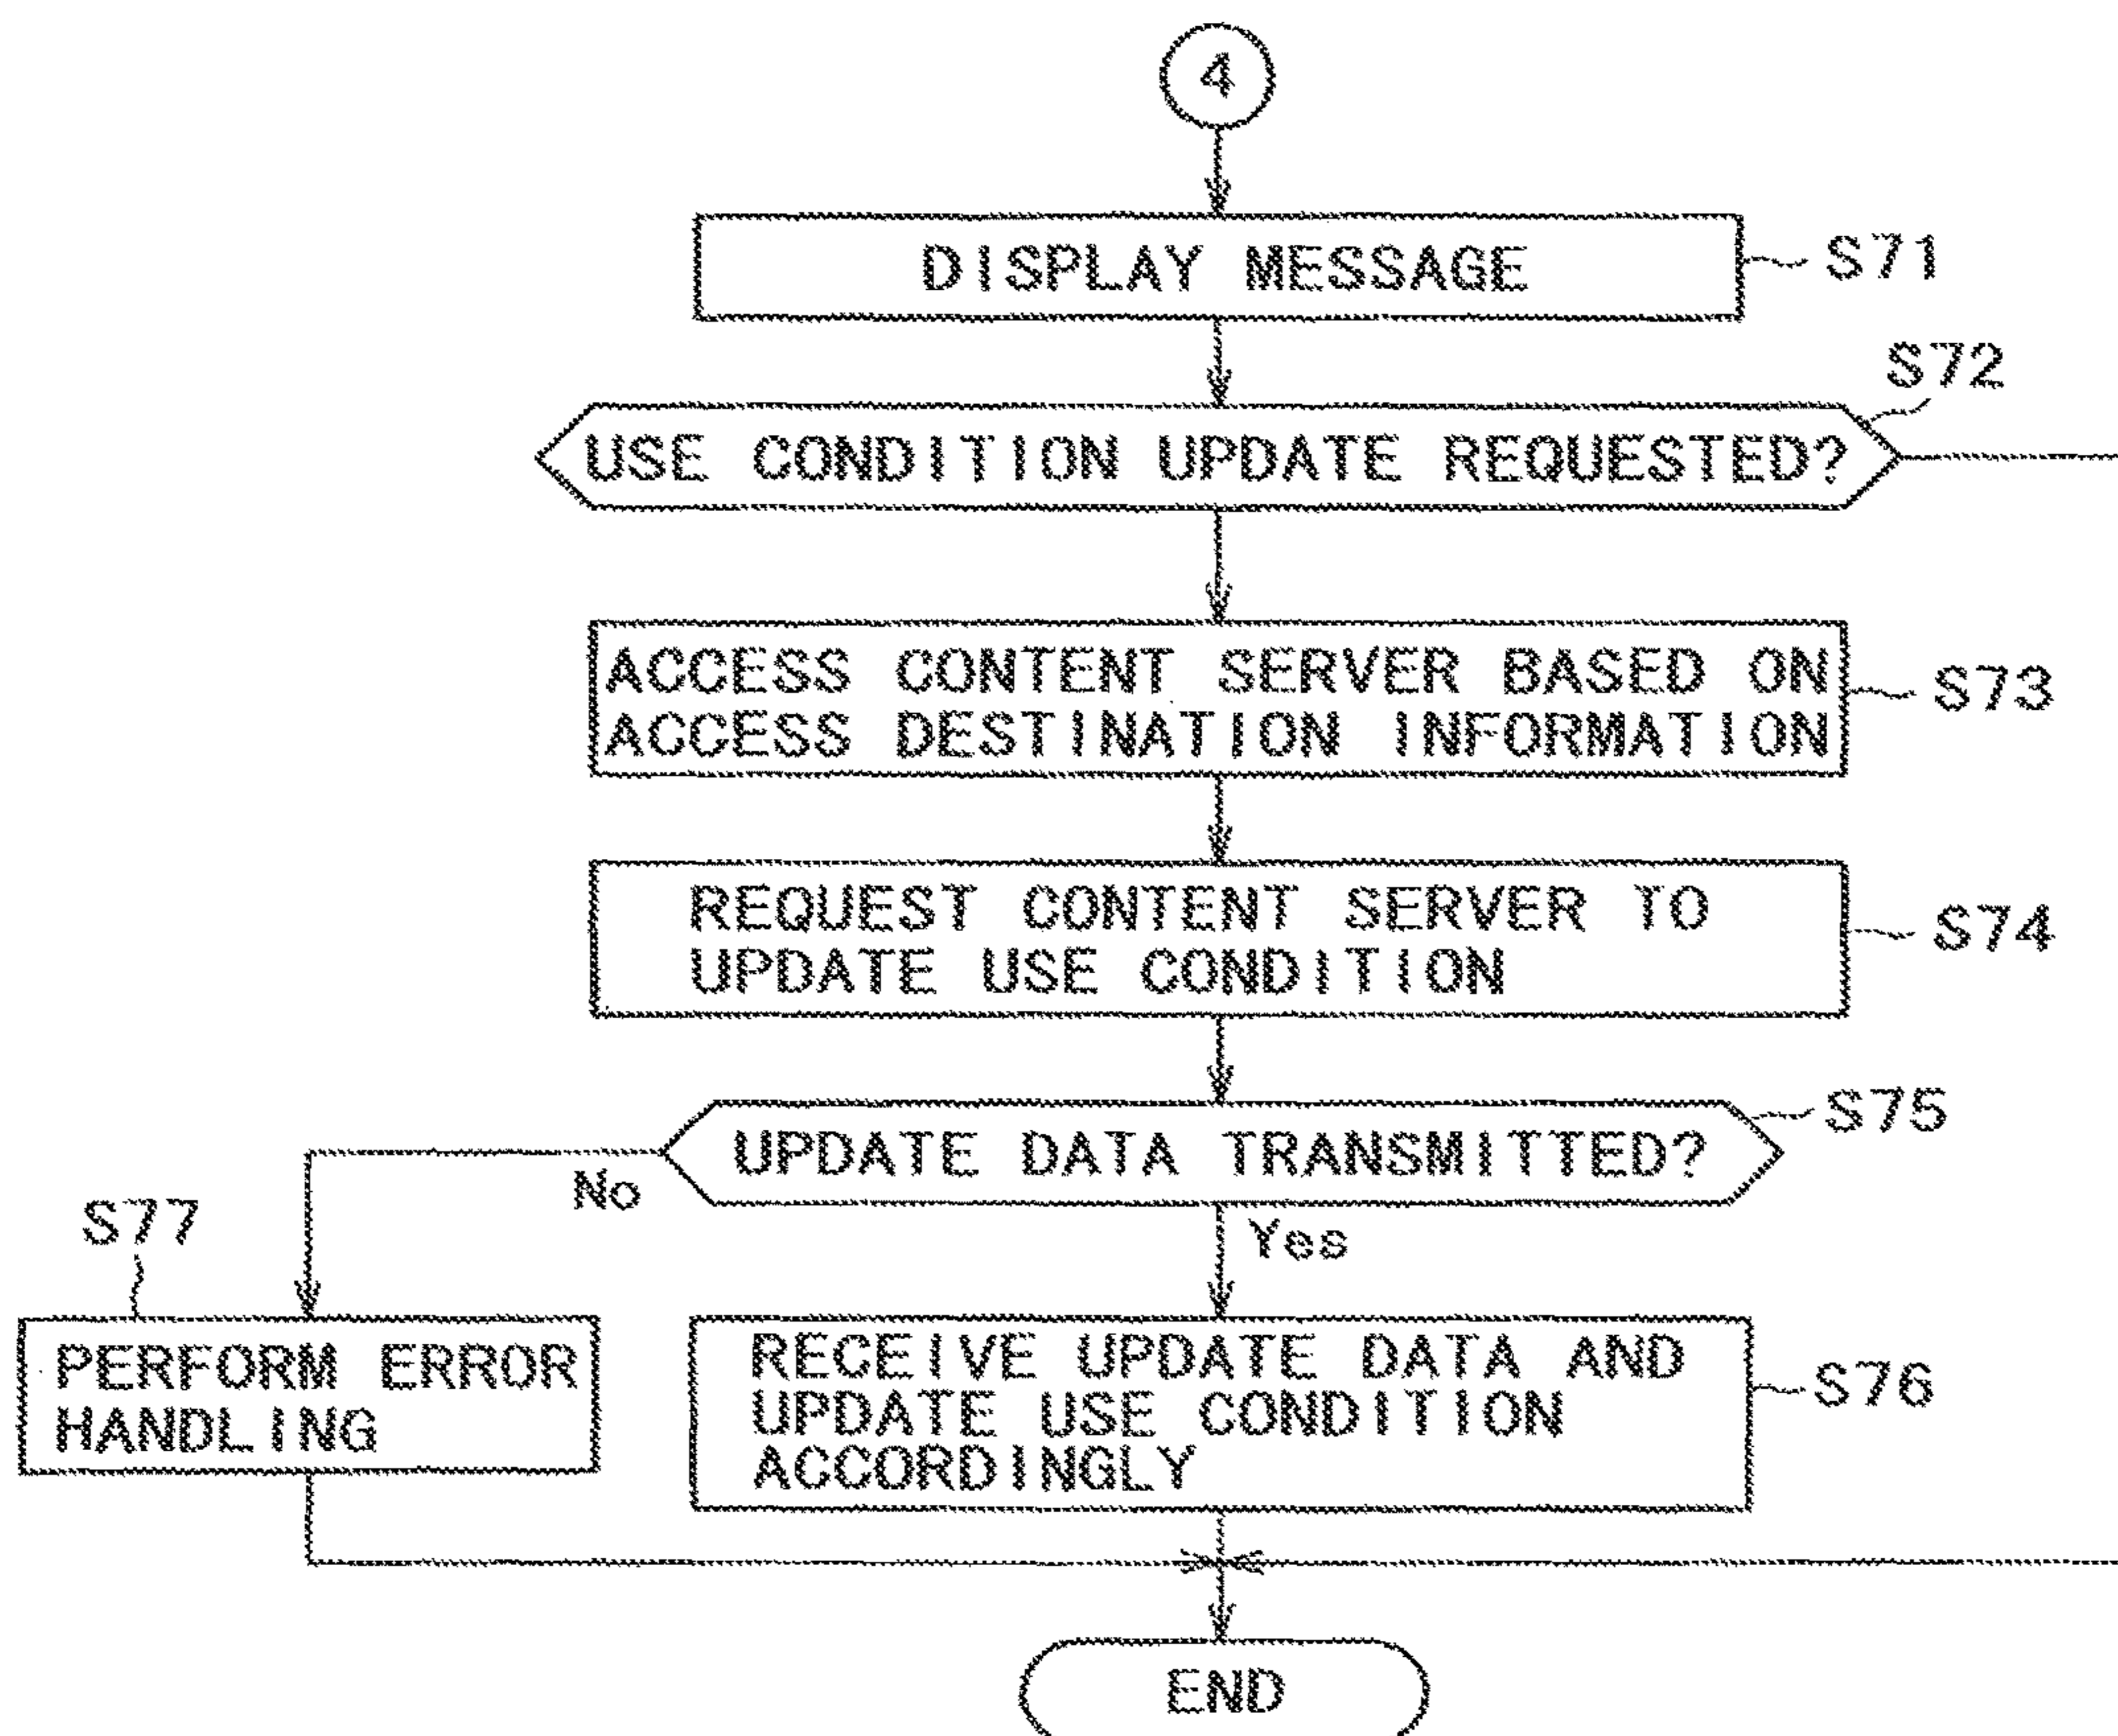 4
DISPLAY MESSAGE
S71
S72
USE CONDITION UPDATE REQUESTED?
ACCESS CONTENT SERVER BASED ON
ACCESS DESTINATION INFORMATION
S73
REQUEST CONTENT SERVER TO
UPDATE USE CONDITION
S74
UPDATE DATA TRANSMITTED?
S75
No
Yes
S77
PERFORM ERROR
HANDLING
RECEIVE UPDATE DATA AND
UPDATE USE CONDITION
ACCORDINGLY
S76
END